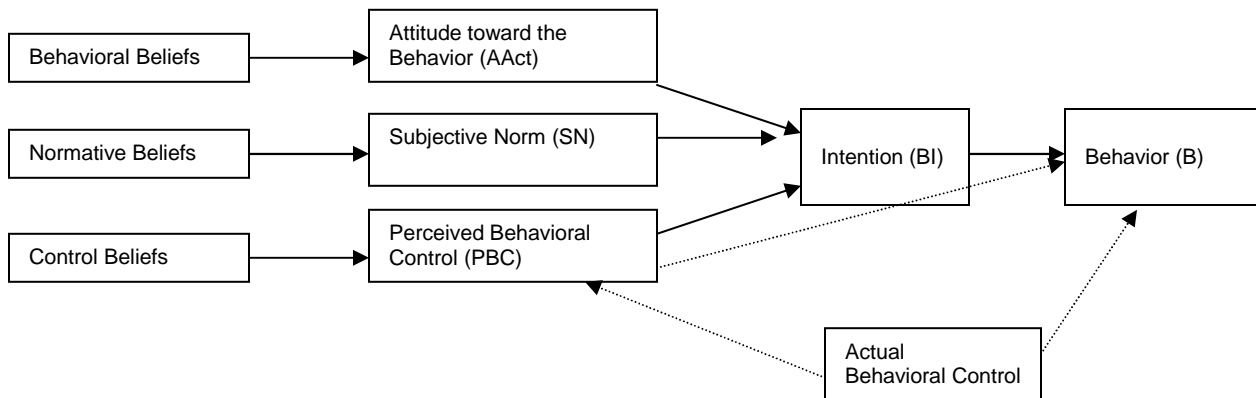 Behavioral Beliefs
Attitude toward the
Behavior (AAct)
Normative Beliefs
Subjective Norm (SN)
Intention (BI)
Behavior (B)
Control Beliefs
Perceived Behavioral
Control (PBC)
Actual
Behavioral Control